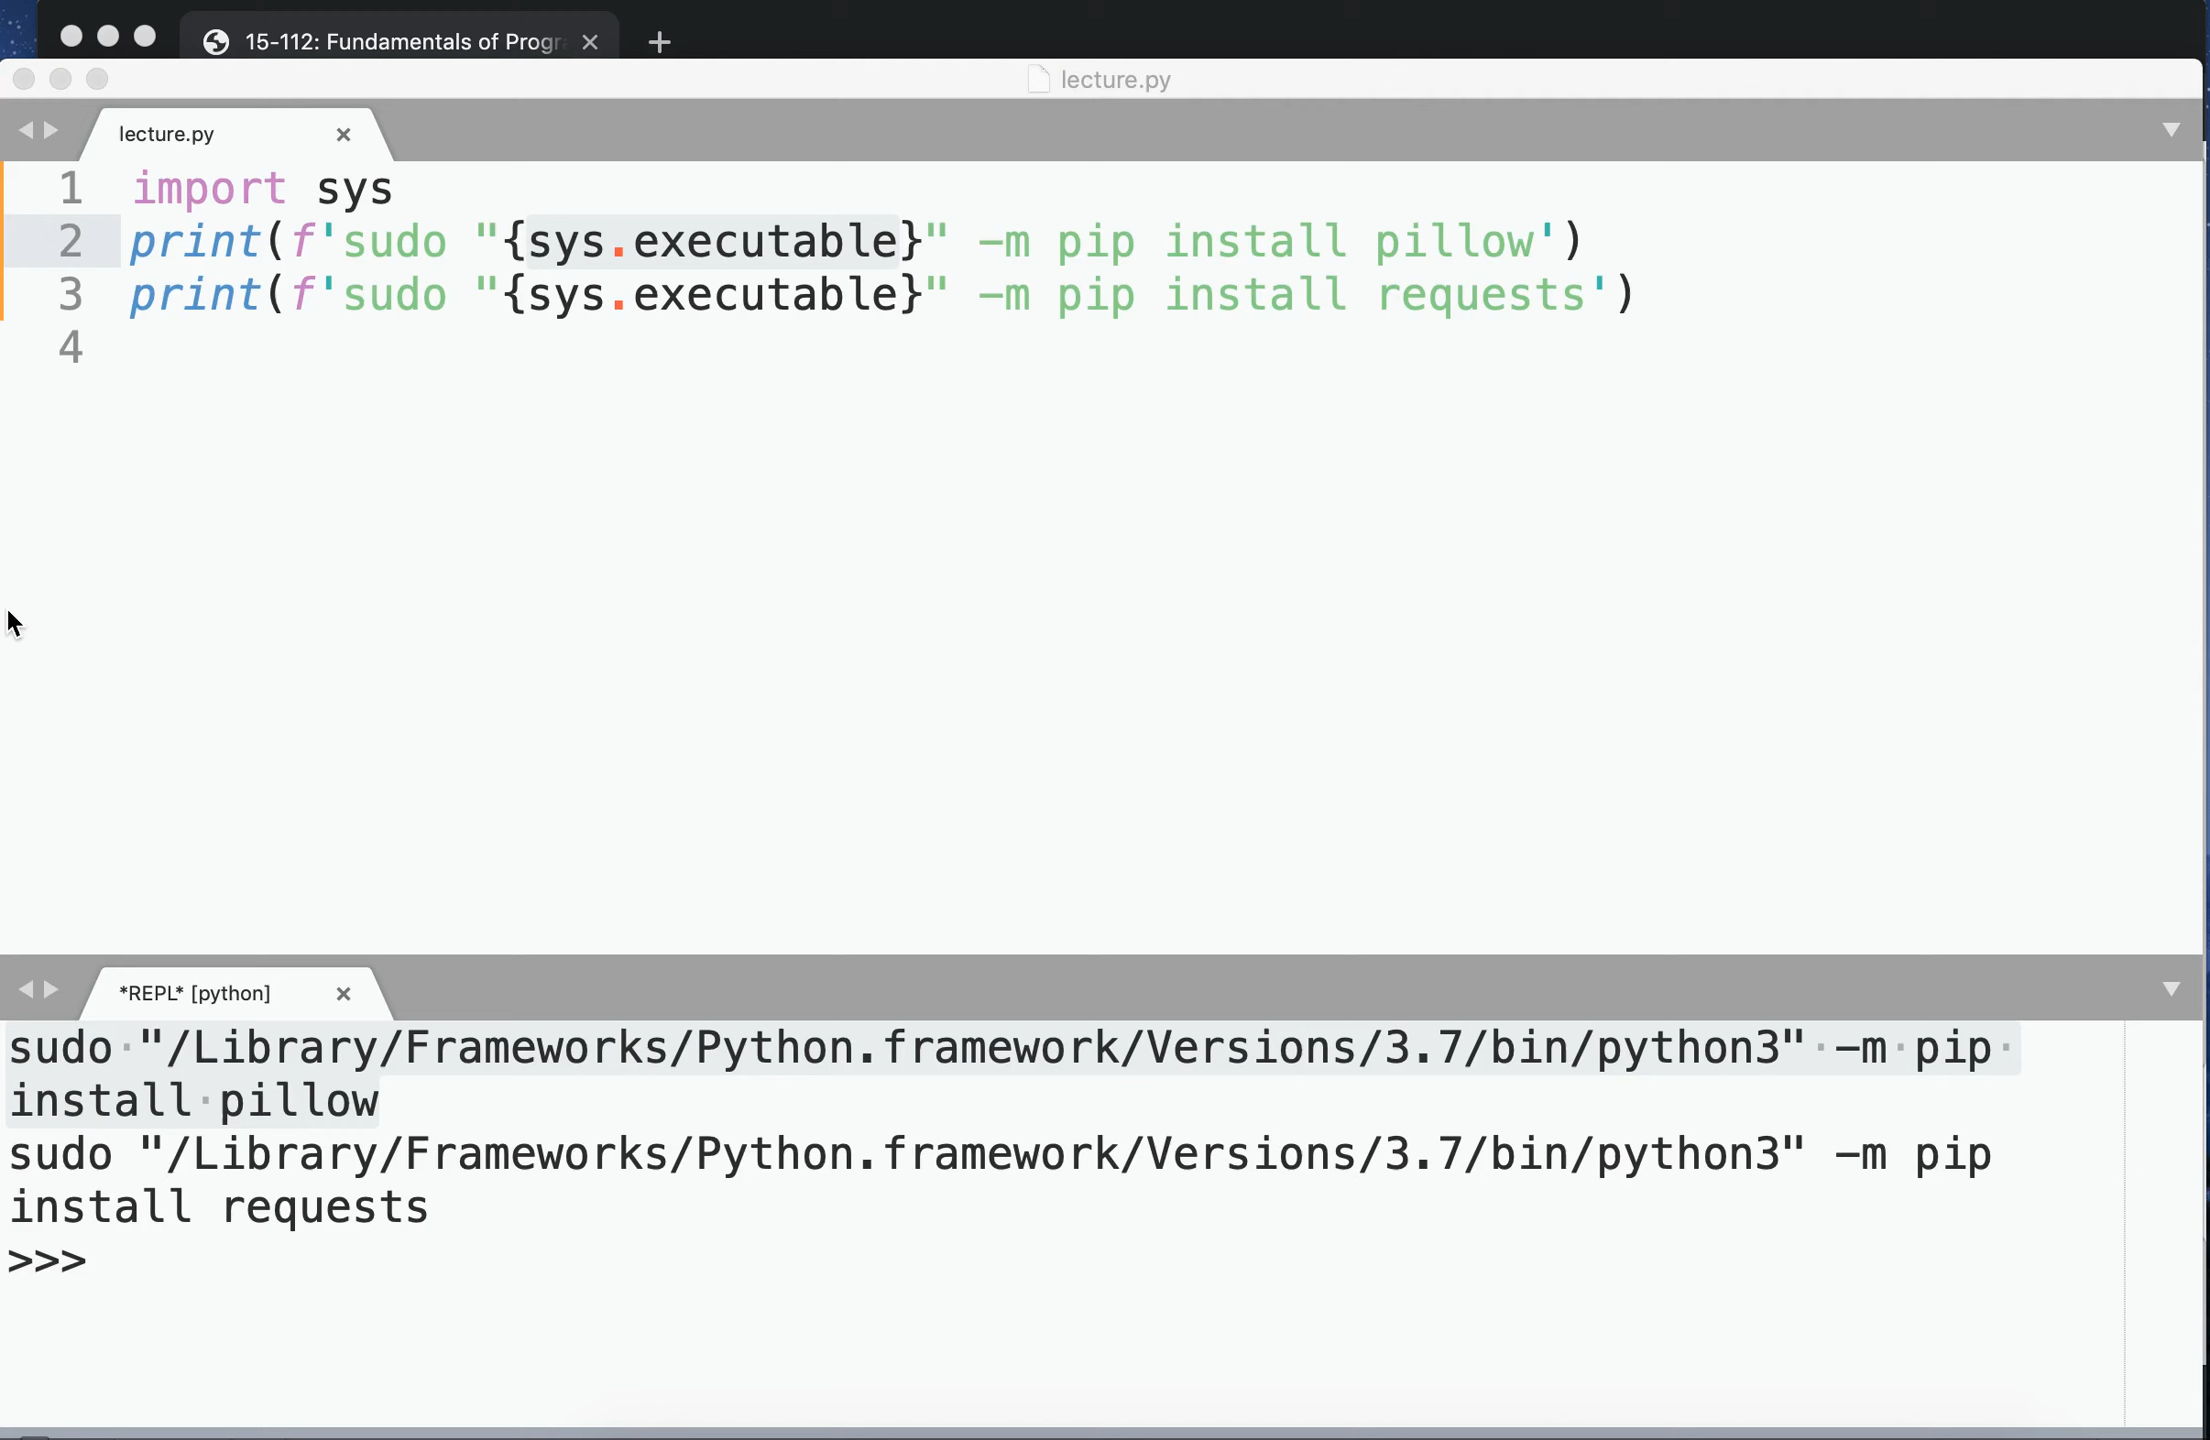 15-112: Fundamentals of Progr
lecture.py
lecture.py
1 import sys
2 print(f'sudo "{sys.executable}" -m pip install pillow')
3 print(f'sudo "{sys.executable}" -m pip install requests')
4
*REPL* [python]
sudo "/Library/Frameworks/Python.framework/Versions/3.7/bin/python3" -m pip
install pillow
sudo "/Library/Frameworks/Python.framework/Versions/3.7/bin/python3" -m pip
install requests
>>>